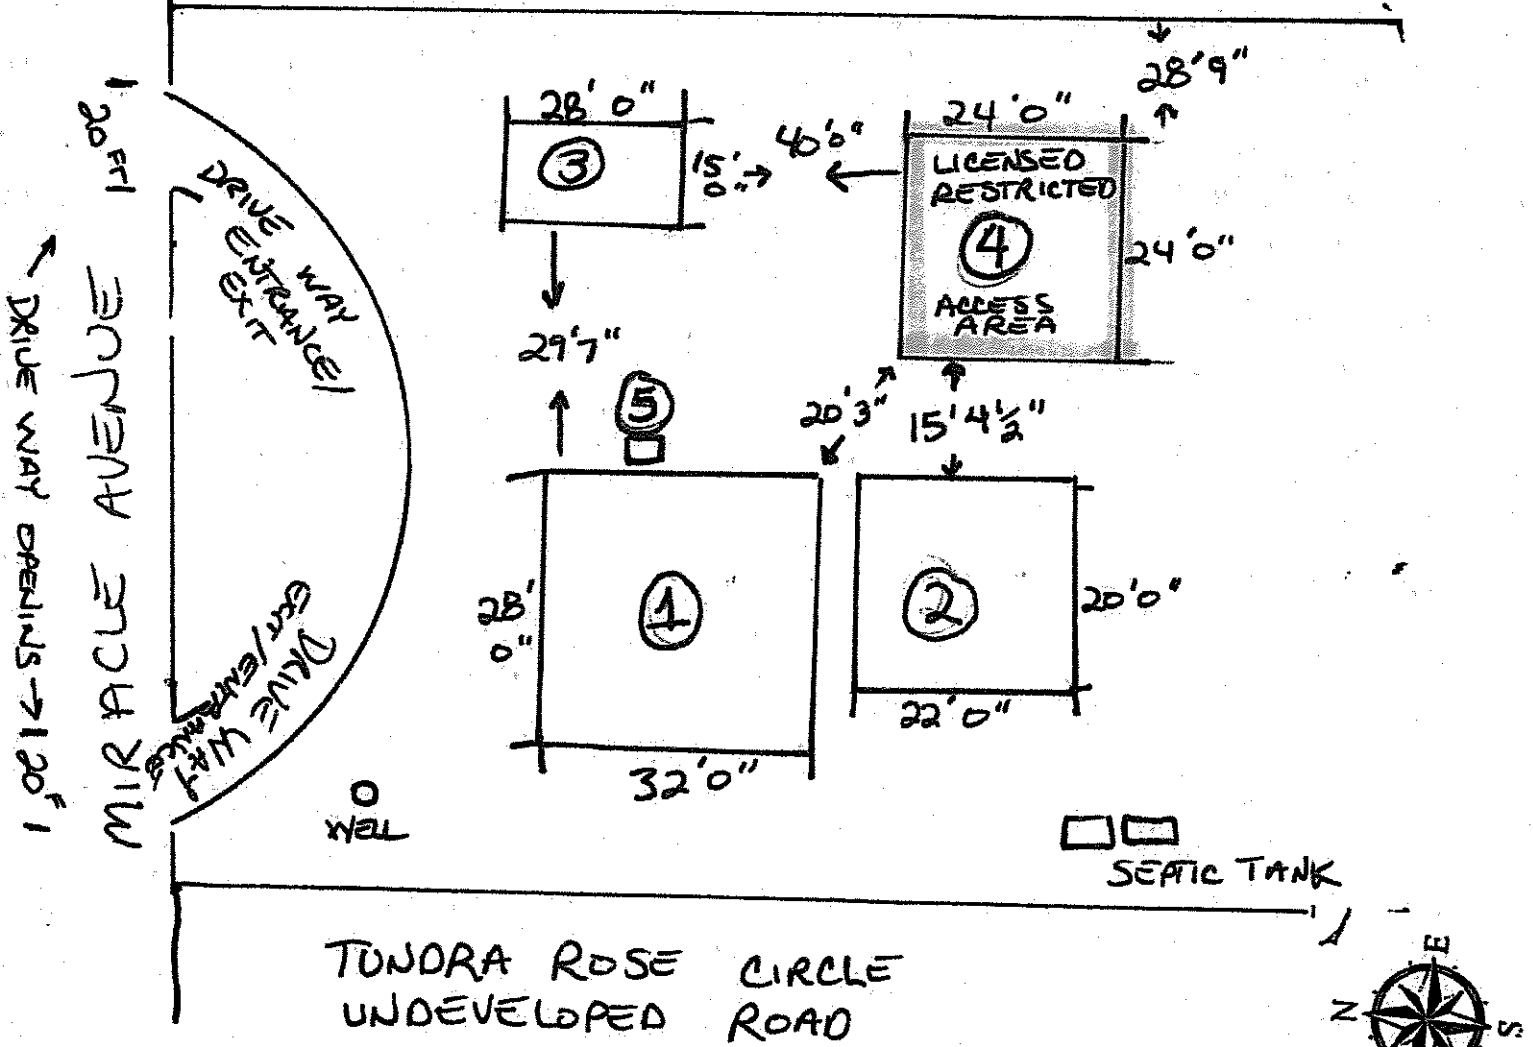 28'9"
28'0"
3
15'
0"
40'0"
24'0"
LICENSED
RESTRICTED
4
ACCESS
AREA
24'0"
20 FT
DRIVE WAY
ENTRANCE/
EXIT
29'7"
5
20'3"
15'4½"
MIRACLE AVENUE
DRIVE WAY OPENINS → 20 F
1
28'
0"
32'0"
2
20'0"
22'0"
EXIT/ENTRANCE
DRIVE WAY
WELL
SEPTIC TANK
TUNDRA ROSE CIRCLE
UNDEVELOPED ROAD
E
N
S